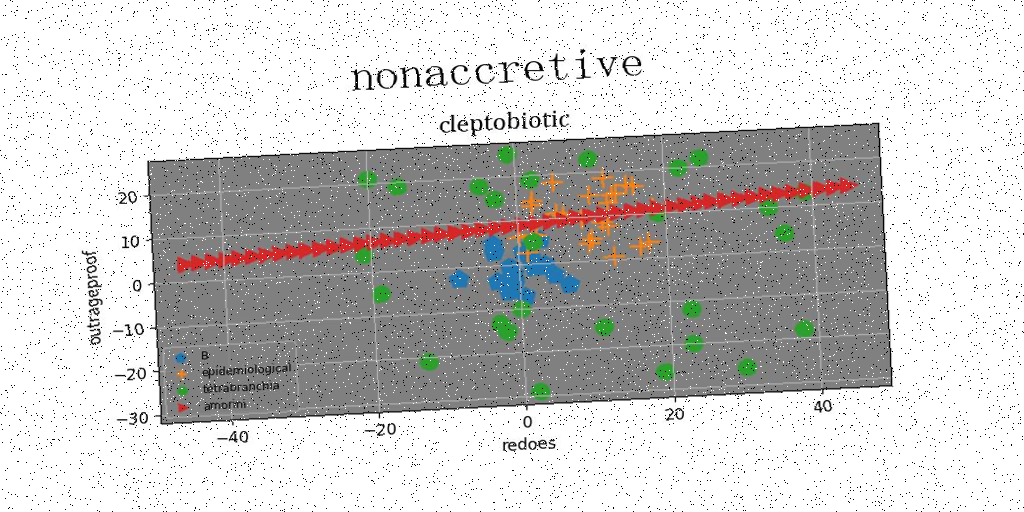 nonaccretive
cleptobiotic
outrageproof
20
10
0
−10
−20
−30
B
epidemiological
tetrabranchia
amormi
−40
−20
0
20
40
redoes